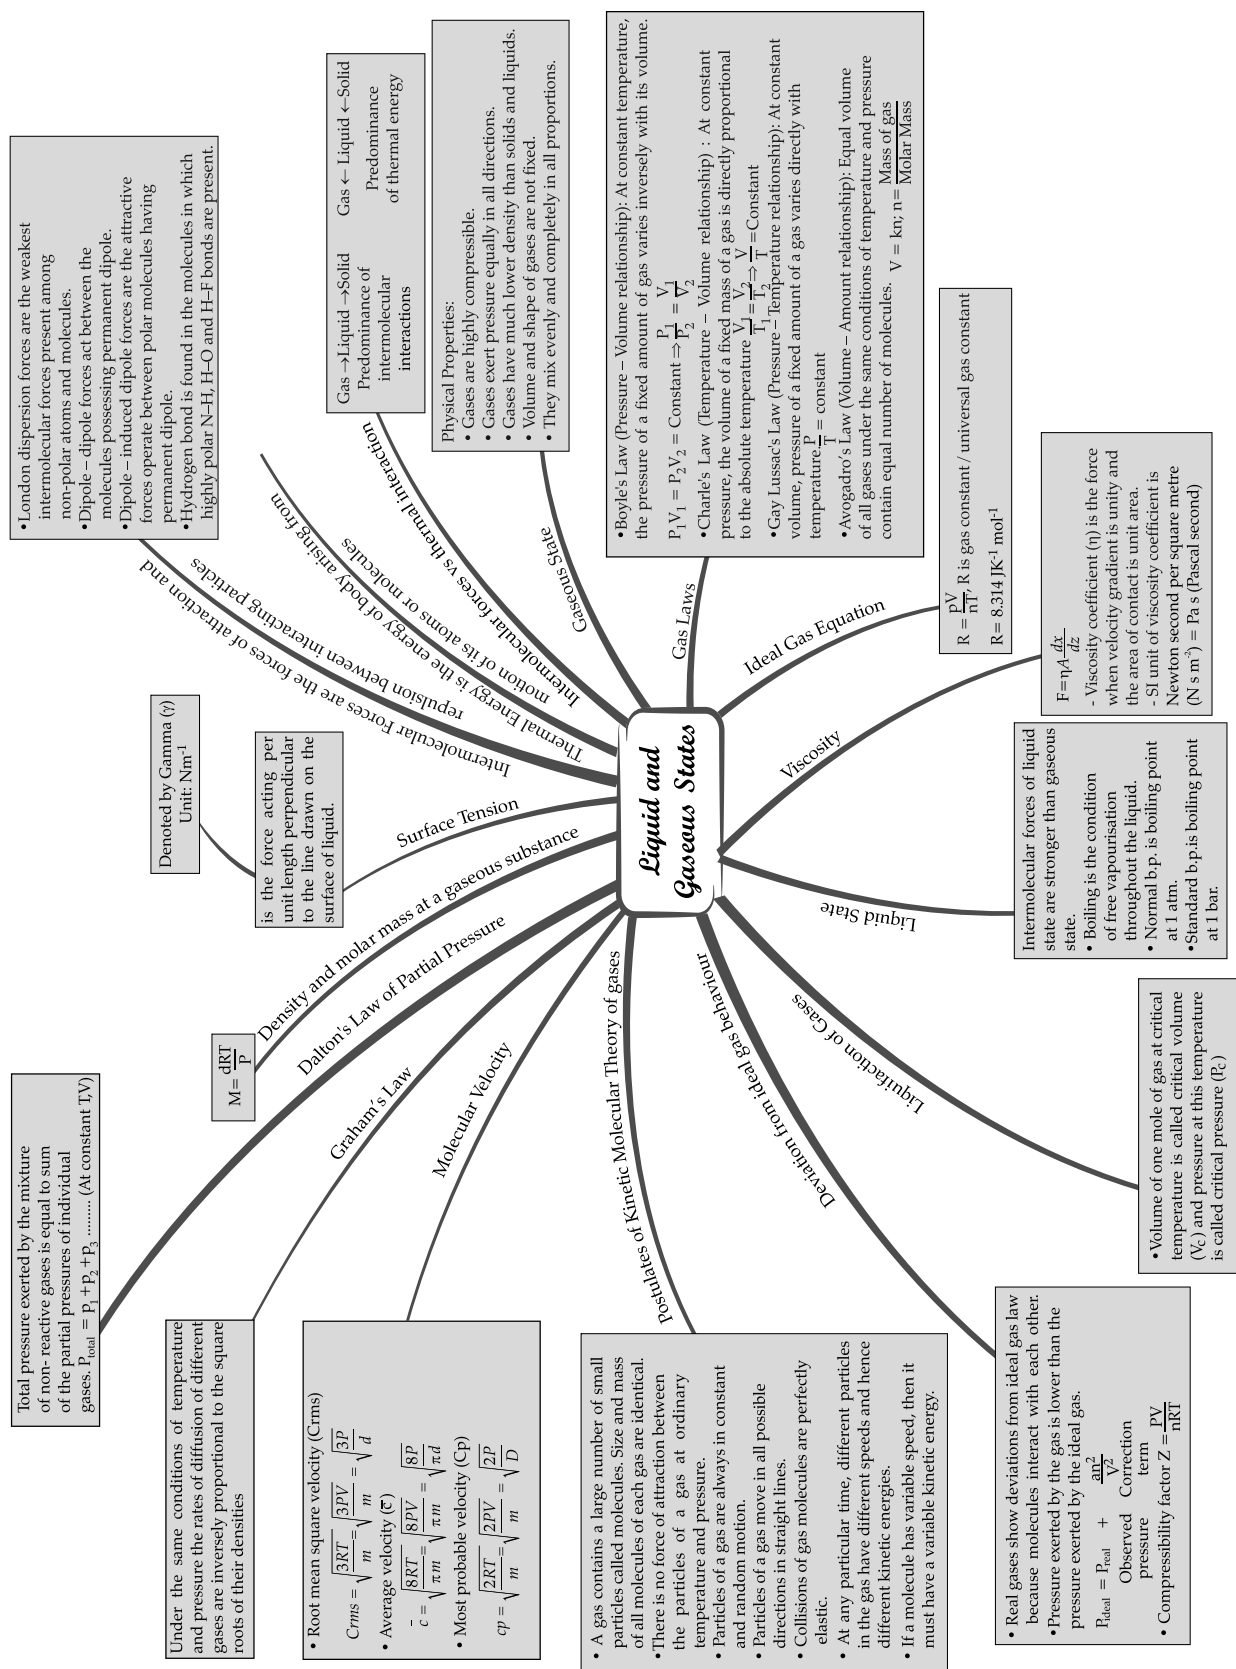 Liquid and
Gaseous States
Intermolecular Forces are the forces of attraction and
repulsion between interacting particles
•London dispersion forces are the weakest
intermolecular forces present among
non-polar atoms and molecules.
•Dipole – dipole forces act between the
molecules possessing permanent dipole.
•Dipole – induced dipole forces are the attractive
forces operate between polar molecules having
permanent dipole.
•Hydrogen bond is found in the molecules in which
highly polar N–H, H–O and H–F bonds are present.
Thermal Energy is the energy of body arising from
motion of its atoms or molecules
Intermolecular forces vs thermal interaction
Gas →Liquid →Solid
Predominance of
intermolecular
interactions
Gas ← Liquid ←Solid
Predominance
of thermal energy
Gaseous State
Physical Properties:
• Gases are highly compressible.
• Gases exert pressure equally in all directions.
• Gases have much lower density than solids and liquids.
• Volume and shape of gases are not fixed.
• They mix evenly and completely in all proportions.
Gas Laws
•Boyle's Law (Pressure – Volume relationship): At constant temperature,
the pressure of a fixed amount of gas varies inversely with its volume.
P₁V₁ = P₂V₂ = Constant ⇒ P₁/P₂ = V₁/V₂
•Charle's Law (Temperature – Volume relationship) : At constant
pressure, the volume of a fixed mass of a gas is directly proportional
to the absolute temperature V₁/T₁ = V₂/T₂ ⇒ V/T = Constant
•Gay Lussac's Law (Pressure –Temperature relationship): At constant
volume, pressure of a fixed amount of a gas varies directly with
temperature. P/T = constant
•Avogadro's Law (Volume – Amount relationship): Equal volume
of all gases under the same conditions of temperature and pressure
contain equal number of molecules. V = kn; n= Mass of gas/Molar Mass
Ideal Gas Equation
R = pV/nT, R is gas constant / universal gas constant
R= 8.314 JK⁻¹ mol⁻¹
Viscosity
F=ηA dx/dz
- Viscosity coefficient (η) is the force
when velocity gradient is unity and
the area of contact is unit area.
- SI unit of viscosity coefficient is
Newton second per square metre
(N s m⁻²) = Pa s (Pascal second)
Liquid State
Intermolecular forces of liquid
state are stronger than gaseous
state.
• Boiling is the condition
of free vapourisation
throughout the liquid.
• Normal b.p. is boiling point
at 1 atm.
•Standard b.p.is boiling point
at 1 bar.
Liquifaction of Gases
•Volume of one mole of gas at critical
temperature is called critical volume
(Vc) and pressure at this temperature
is called critical pressure (Pc)
Deviation from ideal gas behaviour
• Real gases show deviations from ideal gas law
because molecules interact with each other.
•Pressure exerted by the gas is lower than the
pressure exerted by the ideal gas.
Pideal = Preal + an²/V²
Observed Correction
pressure term
• Compressibility factor Z = PV/nRT
Postulates of Kinetic Molecular Theory of gases
• A gas contains a large number of small
particles called molecules. Size and mass
of all molecules of each gas are identical.
•There is no force of attraction between
the particles of a gas at ordinary
temperature and pressure.
•Particles of a gas are always in constant
and random motion.
•Particles of a gas move in all possible
directions in straight lines.
•Collisions of gas molecules are perfectly
elastic.
• At any particular time, different particles
in the gas have different speeds and hence
different kinetic energies.
• If a molecule has variable speed, then it
must have a variable kinetic energy.
Molecular Velocity
• Root mean square velocity (Crms)
Crms = √(3RT/m) = √(3PV/m) = √(3P/d)
• Average velocity (c̅)
c̅ = √(8RT/πm) = √(8PV/πm) = √(8P/πd)
• Most probable velocity (Cp)
cp = √(2RT/m) = √(2PV/m) = √(2P/D)
Graham's Law
Under the same conditions of temperature
and pressure the rates of diffusion of different
gases are inversely proportional to the square
roots of their densities
Dalton's Law of Partial Pressure
Total pressure exerted by the mixture
of non- reactive gases is equal to sum
of the partial pressures of individual
gases. Ptotal = p₁ +p₂ +p₃ ......... (At constant T,V)
Density and molar mass at a gaseous substance
M= dRT/P
Surface Tension
is the force acting per
unit length perpendicular
to the line drawn on the
surface of liquid.
Denoted by Gamma (γ)
Unit: Nm⁻¹